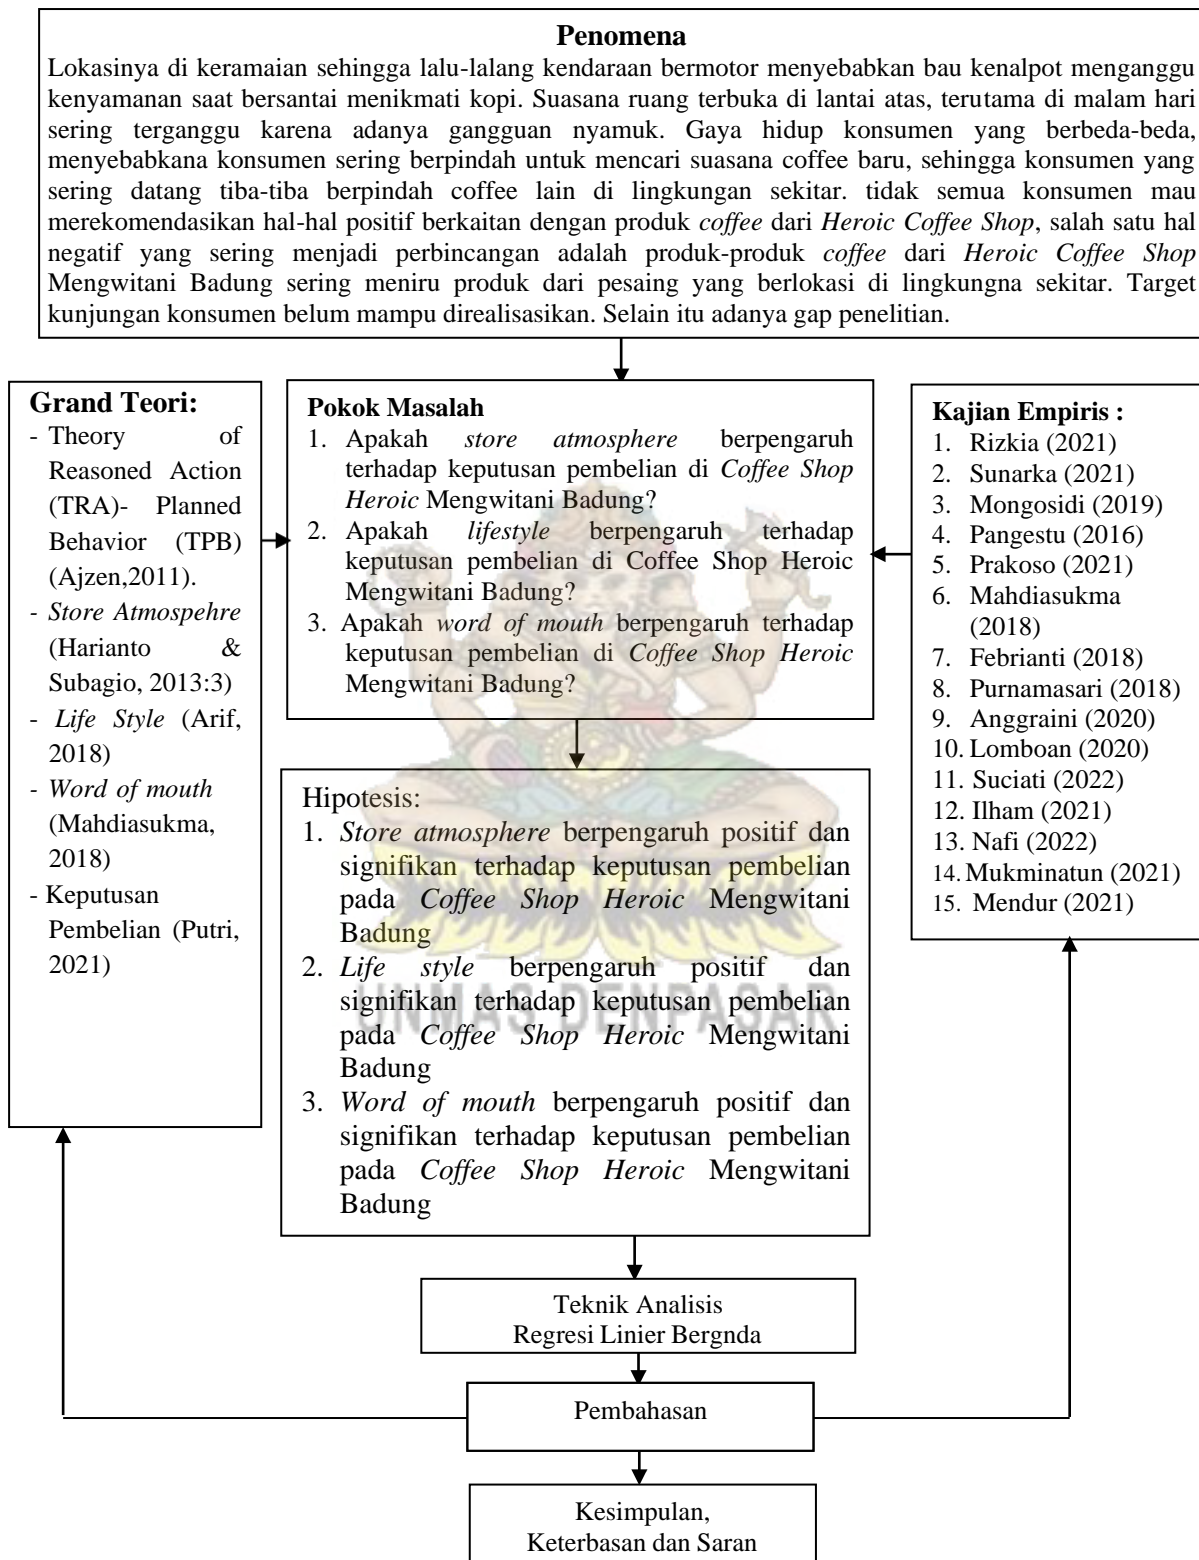 Penomena
Lokasinya di keramaian sehingga lalu-lalang kendaraan bermotor menyebabkan bau kenalpot menganggu
kenyamanan saat bersantai menikmati kopi. Suasana ruang terbuka di lantai atas, terutama di malam hari
sering terganggu karena adanya gangguan nyamuk. Gaya hidup konsumen yang berbeda-beda,
menyebabkana konsumen sering berpindah untuk mencari suasana coffee baru, sehingga konsumen yang
sering datang tiba-tiba berpindah coffee lain di lingkungan sekitar. tidak semua konsumen mau
merekomendasikan hal-hal positif berkaitan dengan produk coffee dari Heroic Coffee Shop, salah satu hal
negatif yang sering menjadi perbincangan adalah produk-produk coffee dari Heroic Coffee Shop
Mengwitani Badung sering meniru produk dari pesaing yang berlokasi di lingkungna sekitar. Target
kunjungan konsumen belum mampu direalisasikan. Selain itu adanya gap penelitian.
Grand Teori:
- Theory of
Reasoned Action
(TRA)- Planned
Behavior (TPB)
(Ajzen,2011).
- Store Atmospehre
(Harianto &
Subagio, 2013:3)
- Life Style (Arif,
2018)
- Word of mouth
(Mahdiasukma,
2018)
- Keputusan
Pembelian (Putri,
2021)
Pokok Masalah
1. Apakah store atmosphere berpengaruh
terhadap keputusan pembelian di Coffee Shop
Heroic Mengwitani Badung?
2. Apakah lifestyle berpengaruh terhadap
keputusan pembelian di Coffee Shop Heroic
Mengwitani Badung?
3. Apakah word of mouth berpengaruh terhadap
keputusan pembelian di Coffee Shop Heroic
Mengwitani Badung?
Kajian Empiris :
1. Rizkia (2021)
2. Sunarka (2021)
3. Mongosidi (2019)
4. Pangestu (2016)
5. Prakoso (2021)
6. Mahdiasukma
(2018)
7. Febrianti (2018)
8. Purnamasari (2018)
9. Anggraini (2020)
10. Lomboan (2020)
11. Suciati (2022)
12. Ilham (2021)
13. Nafi (2022)
14. Mukminatun (2021)
15. Mendur (2021)
Hipotesis:
1. Store atmosphere berpengaruh positif dan
signifikan terhadap keputusan pembelian
pada Coffee Shop Heroic Mengwitani
Badung
2. Life style berpengaruh positif dan
signifikan terhadap keputusan pembelian
pada Coffee Shop Heroic Mengwitani
Badung
3. Word of mouth berpengaruh positif dan
signifikan terhadap keputusan pembelian
pada Coffee Shop Heroic Mengwitani
Badung
UNMAS DENPASAR
Teknik Analisis
Regresi Linier Bergnda
Pembahasan
Kesimpulan,
Keterbasan dan Saran